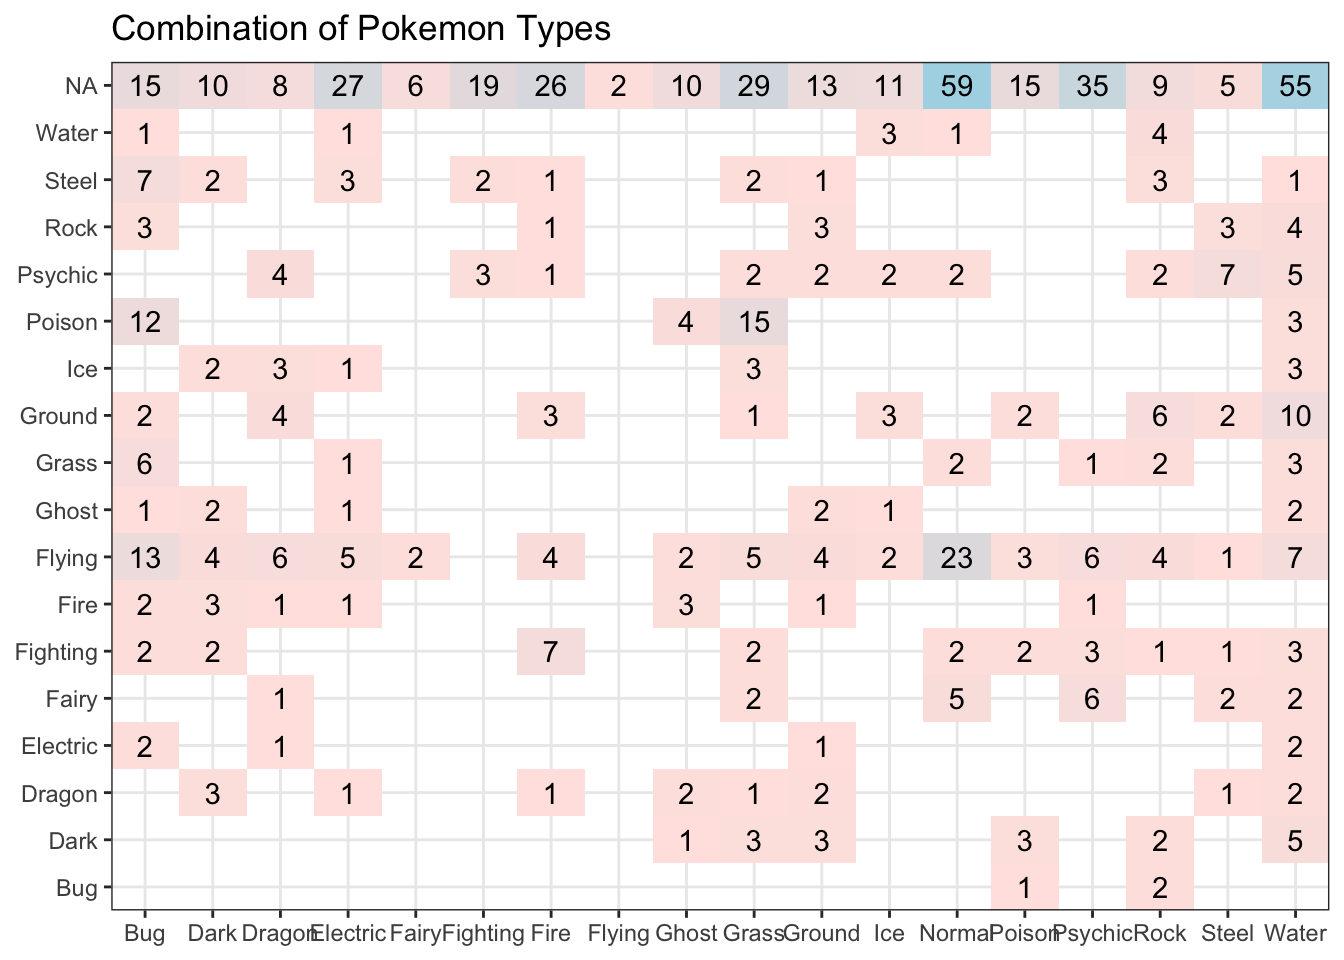 Combination of Pokemon Types
NA 15 10 8 27 6 19 26 2 10 29 13 11 59 15 35 9 5 55
Water 1 1 3 1 4
Steel 7 2 3 2 1 2 1 3 1
Rock 3 1 3 3 4
Psychic 4 3 1 2 2 2 2 2 7 5
Poison 12 4 15 3
Ice 2 3 1 3 3
Ground 2 4 3 1 3 2 6 2 10
Grass 6 1 2 1 2 3
Ghost 1 2 1 2 1 2
Flying 13 4 6 5 2 4 2 5 4 2 23 3 6 4 1 7
Fire 2 3 1 1 3 1 1
Fighting 2 2 7 2 2 2 3 1 1 3
Fairy 1 2 5 6 2 2
Electric 2 1 1 2
Dragon 3 1 1 2 1 2 1 2
Dark 1 3 3 3 2 5
Bug 1 2
Bug Dark Dragon Electric Fairy Fighting Fire Flying Ghost Grass Ground Ice Normal Poison Psychic Rock Steel Water